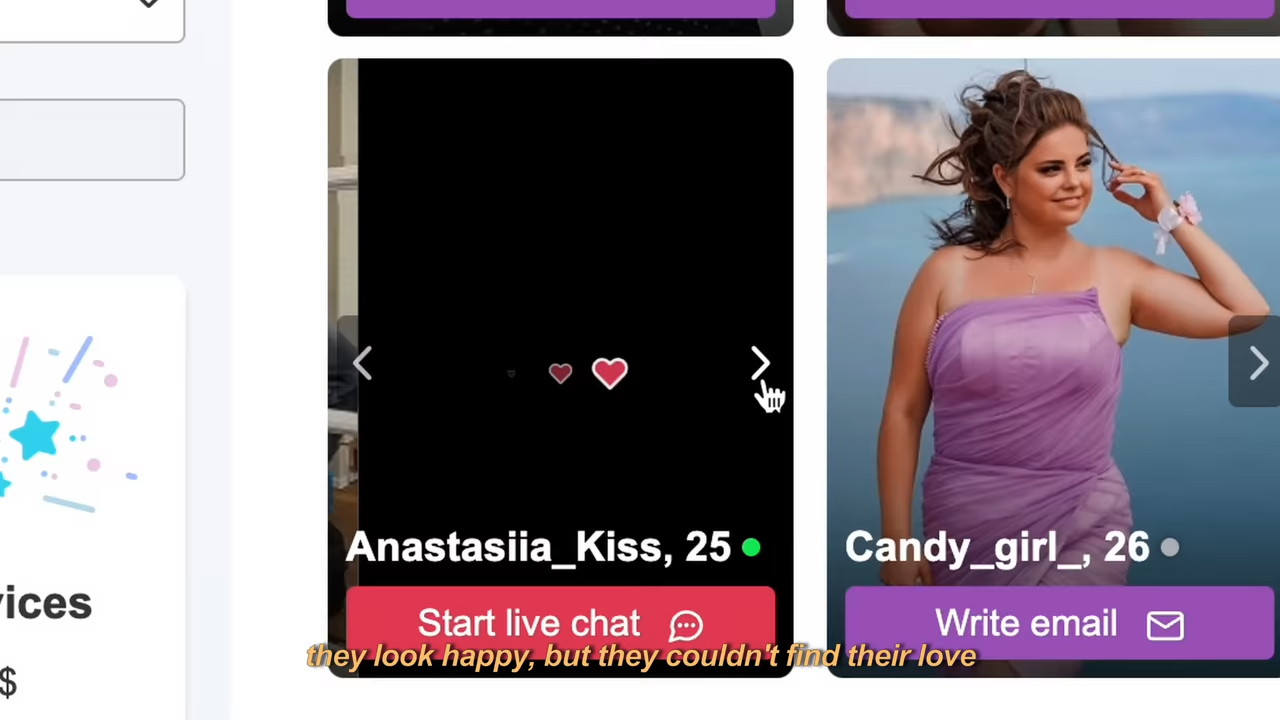 Anastasiia_Kiss, 25
Candy_girl_, 26
vices
Start live chat
Write email
they look happy, but they couldn't find their love
$